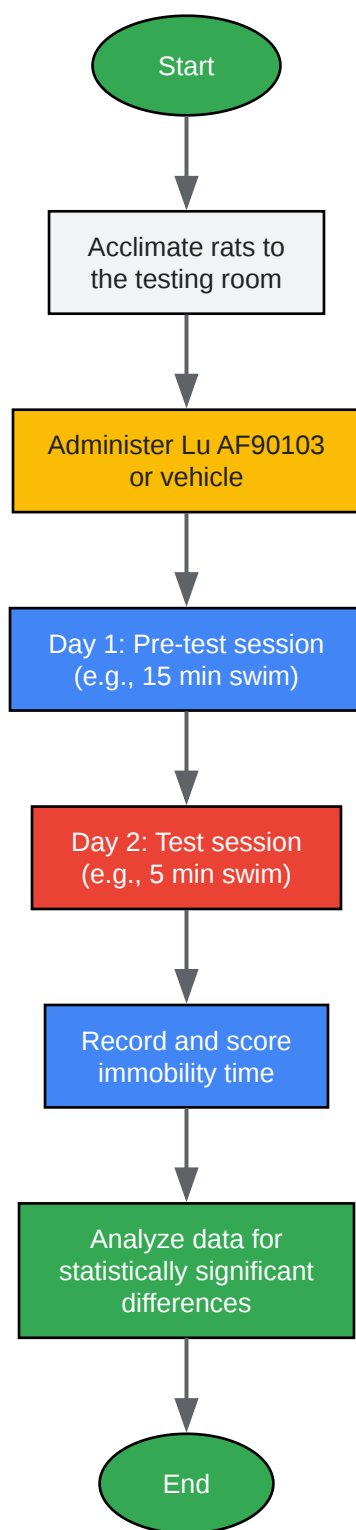 Start
Acclimate rats to
the testing room
Administer Lu AF90103
or vehicle
Day 1: Pre-test session
(e.g., 15 min swim)
Day 2: Test session
(e.g., 5 min swim)
Record and score
immobility time
Analyze data for
statistically significant
differences
End